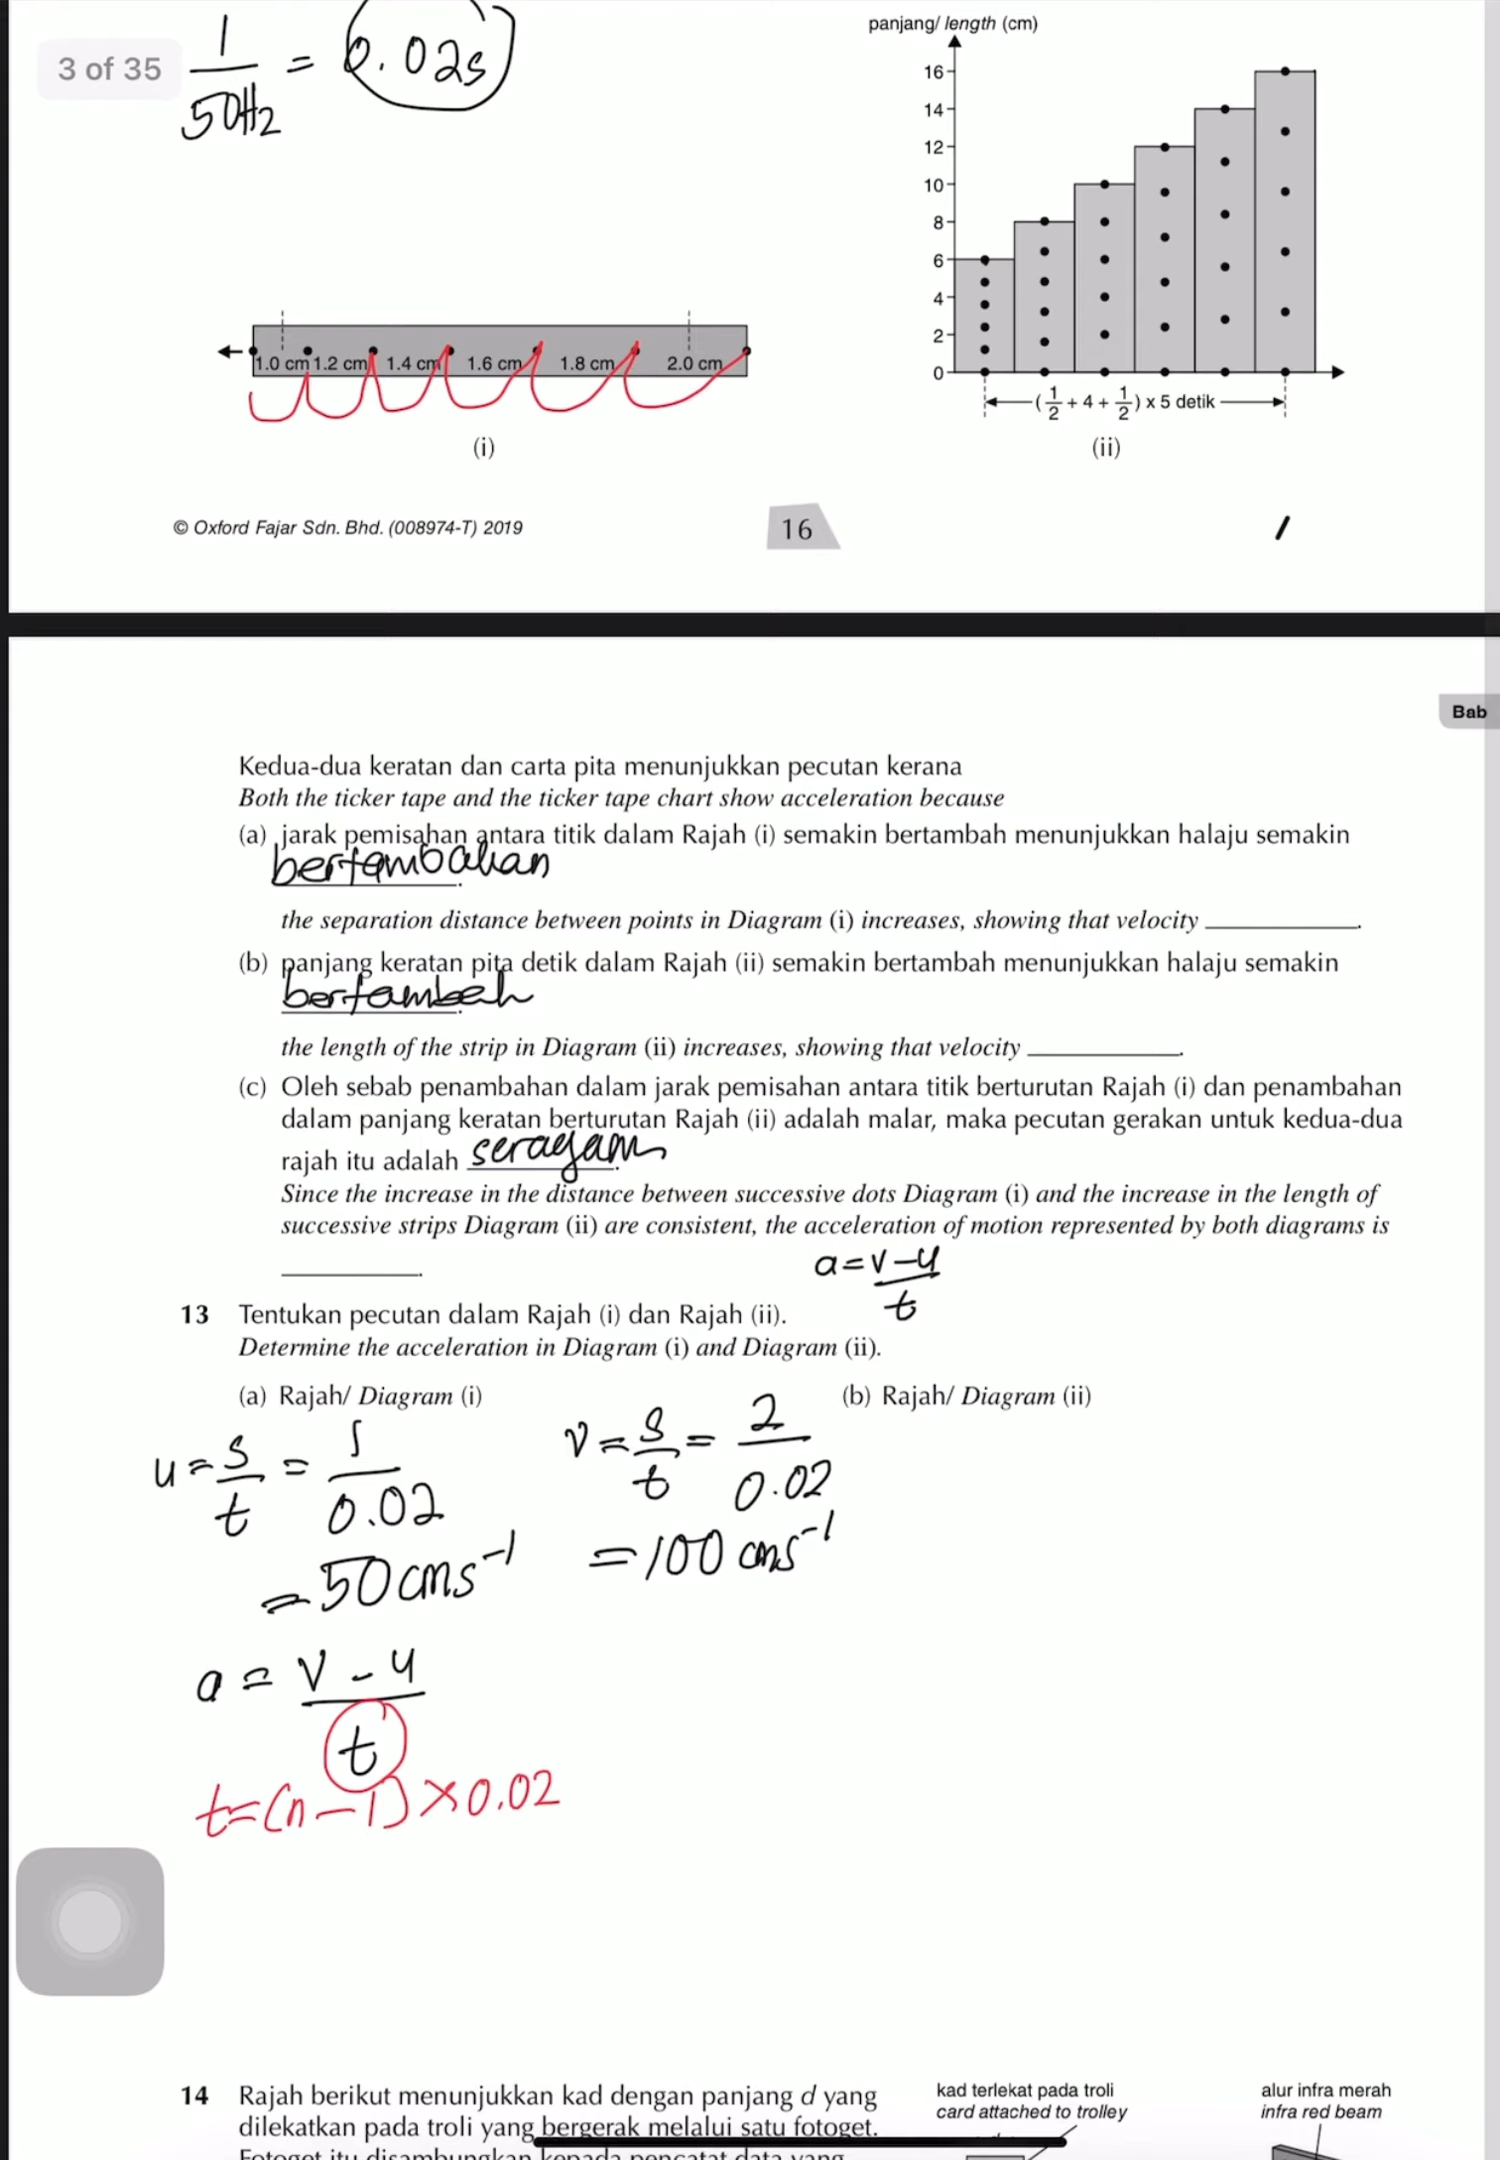 3 of 35
1/50Hz = 0.02s
panjang/ length (cm)
16
14
12
10
8
6
4
2
0
1.0 cm 1.2 cm 1.4 cm 1.6 cm 1.8 cm 2.0 cm
(1/2 + 4 + 1/2) x 5 detik
(i)
(ii)
© Oxford Fajar Sdn. Bhd. (008974-T) 2019
16
Bab
Kedua-dua keratan dan carta pita menunjukkan pecutan kerana
Both the ticker tape and the ticker tape chart show acceleration because
(a) jarak pemisahan antara titik dalam Rajah (i) semakin bertambah menunjukkan halaju semakin
bertambahan.
the separation distance between points in Diagram (i) increases, showing that velocity ____________.
(b) panjang keratan pita detik dalam Rajah (ii) semakin bertambah menunjukkan halaju semakin
bertambah.
the length of the strip in Diagram (ii) increases, showing that velocity ____________.
(c) Oleh sebab penambahan dalam jarak pemisahan antara titik berturutan Rajah (i) dan penambahan
dalam panjang keratan berturutan Rajah (ii) adalah malar, maka pecutan gerakan untuk kedua-dua
rajah itu adalah seragam.
Since the increase in the distance between successive dots Diagram (i) and the increase in the length of
successive strips Diagram (ii) are consistent, the acceleration of motion represented by both diagrams is
____________.
a = v-u/t
13 Tentukan pecutan dalam Rajah (i) dan Rajah (ii).
Determine the acceleration in Diagram (i) and Diagram (ii).
(a) Rajah/ Diagram (i)
(b) Rajah/ Diagram (ii)
u = s/t = 1/0.02
= 50 cms⁻¹
v = s/t = 2/0.02
= 100 cms⁻¹
a = v - u/t
t = (n-1) × 0.02
14 Rajah berikut menunjukkan kad dengan panjang d yang
dilekatkan pada troli yang bergerak melalui satu fotoget.
Fotoget itu disambungkan kepada pencatat data yang
kad terlekat pada troli
card attached to trolley
alur infra merah
infra red beam